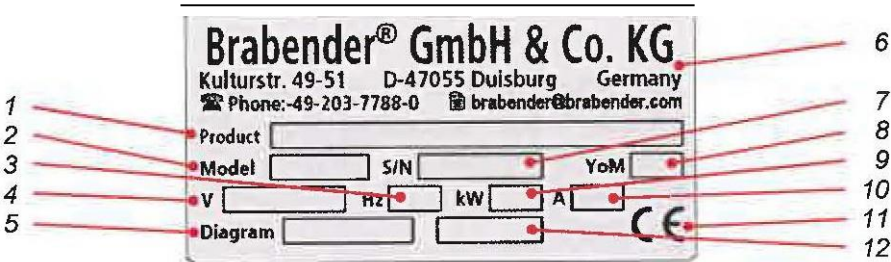 Brabender® GmbH & Co. KG
Kulturstr. 49-51 D-47055 Duisburg Germany
☎ Phone:-49-203-7788-0 brabender@brabender.com
Product
Model S/N YoM
V Hz kW A
Diagram CE
1
2
3
4
5
6
7
8
9
10
11
12